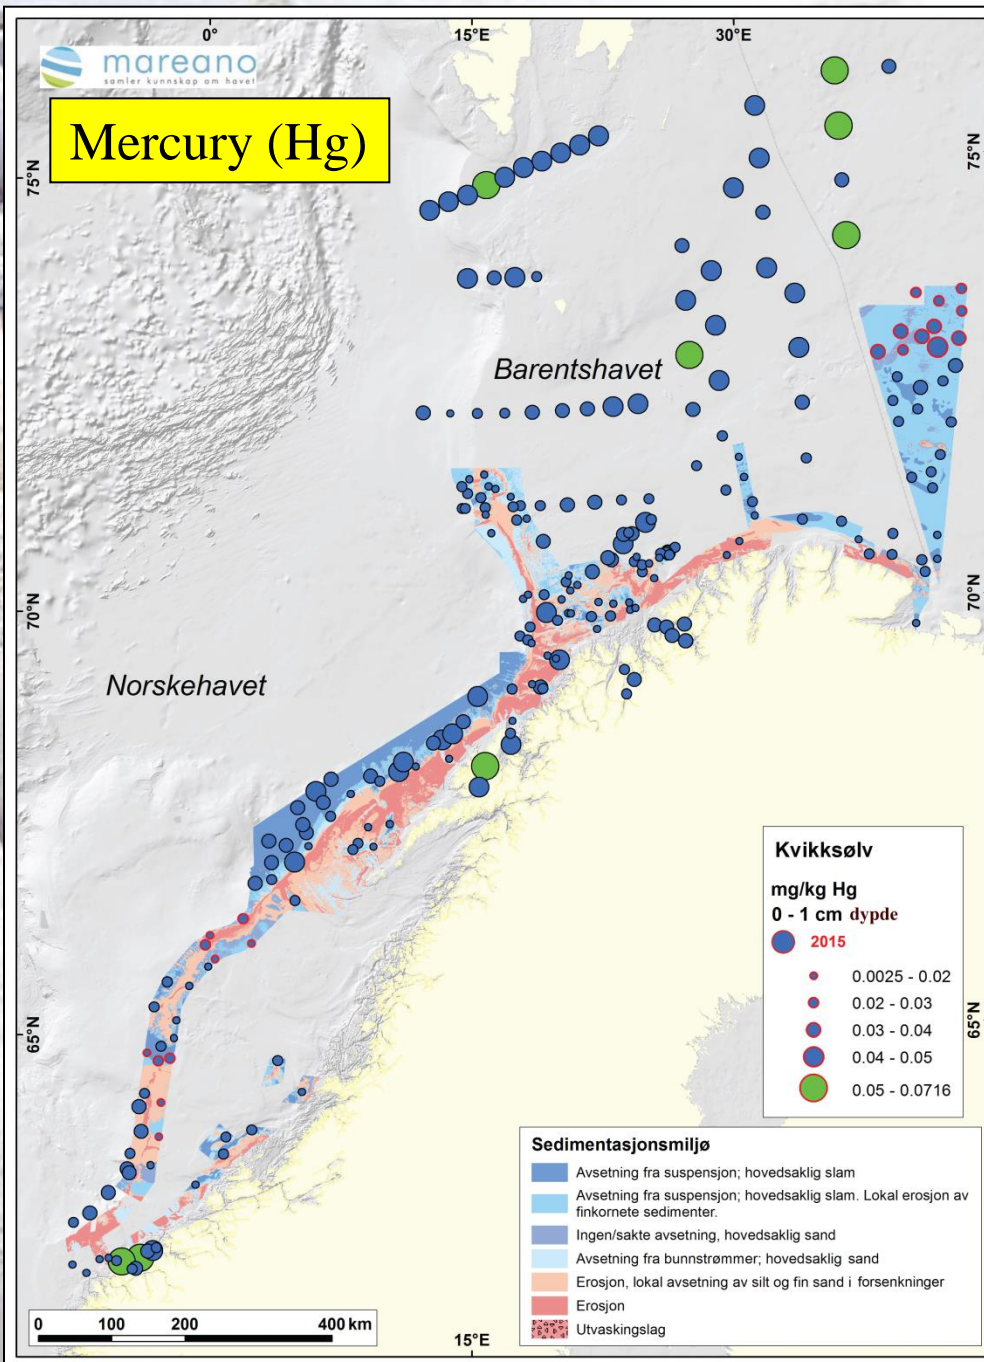 0°
15°E
30°E
mareano
samler kunnskap om havet
Mercury (Hg)
75°N
75°N
Barentshavet
70°N
70°N
Norskehavet
Kvikksølv
mg/kg Hg
0 - 1 cm dypde
2015
0.0025 - 0.02
0.02 - 0.03
0.03 - 0.04
0.04 - 0.05
0.05 - 0.0716
65°N
65°N
Sedimentasjonsmiljø
Avsetning fra suspensjon; hovedsaklig slam
Avsetning fra suspensjon; hovedsaklig slam. Lokal erosjon av
finkornete sedimenter.
Ingen/sakte avsetning, hovedsaklig sand
Avsetning fra bunnstrømmer; hovedsaklig sand
Erosjon, lokal avsetning av silt og fin sand i forsenkninger
Erosjon
Utvaskingslag
0 100 200 400 km
15°E